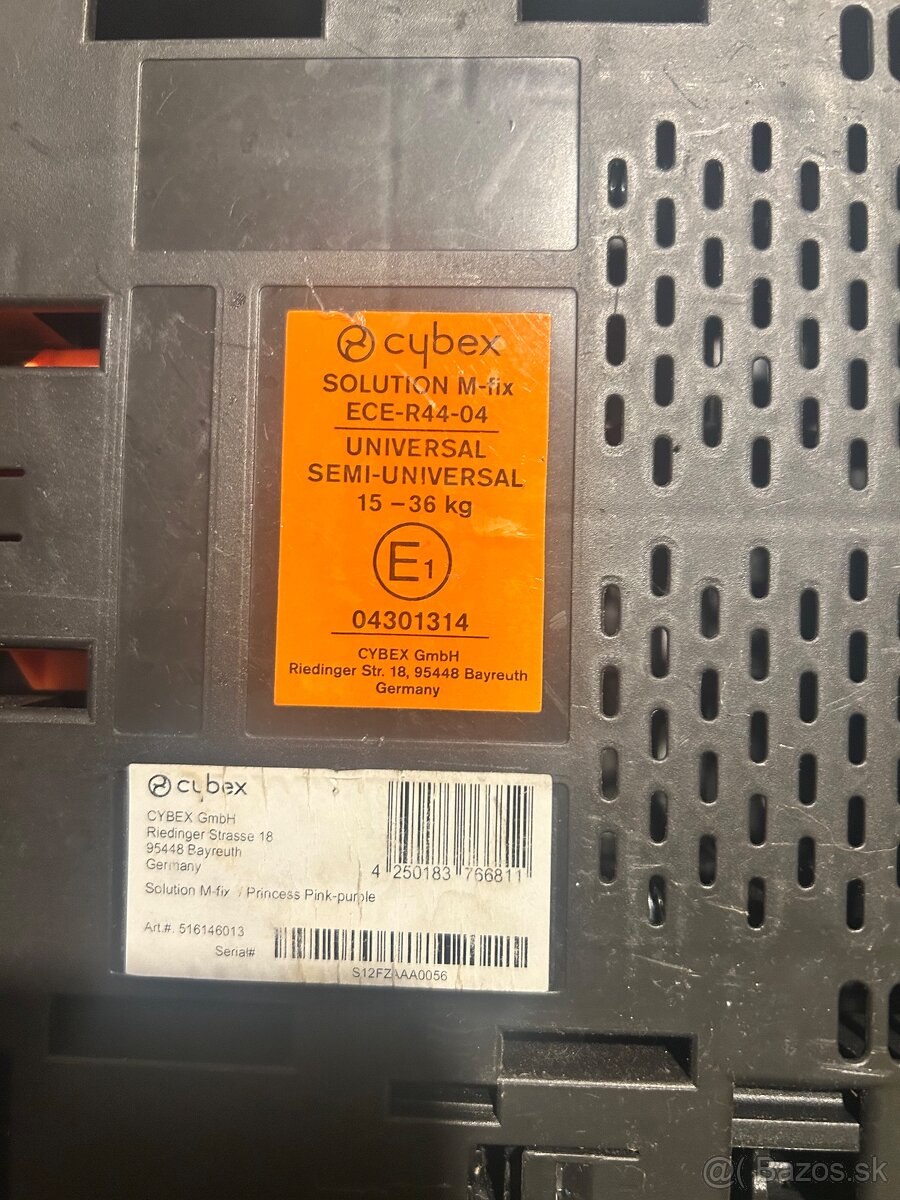 cybex
SOLUTION M-fix
ECE-R44-04
UNIVERSAL
SEMI-UNIVERSAL
15 – 36 kg
E1
04301314
CYBEX GmbH
Riedinger Str. 18, 95448 Bayreuth
Germany
cybex
CYBEX GmbH
Riedinger Strasse 18
95448 Bayreuth
Germany
4 250183 766811
Solution M-fix / Princess Pink-purple
Art.#. 516146013
Serial#
S12FZAAA0056
@( Bazos.sk